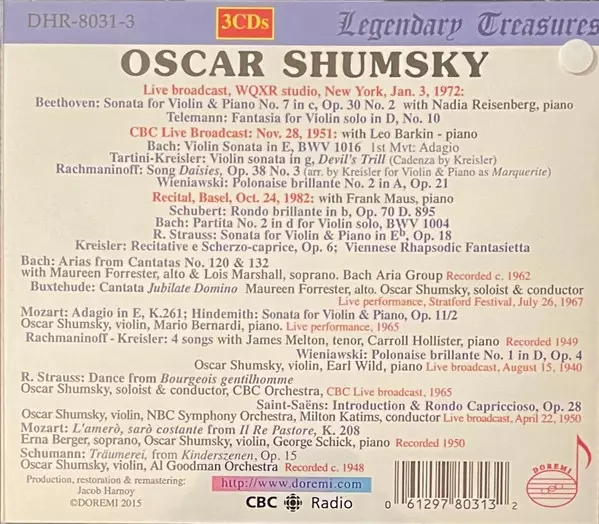 DHR-8031-3 3CDs Legendary Treasures
OSCAR SHUMSKY
Live broadcast, WQXR studio, New York, Jan. 3, 1972:
Beethoven: Sonata for Violin & Piano No. 7 in c, Op. 30 No. 2 with Nadia Reisenberg, piano
Telemann: Fantasia for Violin solo in D, No. 10
CBC Live Broadcast: Nov. 28, 1951: with Leo Barkin - piano
Bach: Violin Sonata in E, BWV 1016 1st Mvt: Adagio
Tartini-Kreisler: Violin sonata in g, Devil's Trill (Cadenza by Kreisler)
Rachmaninoff: Song Daisies, Op. 38 No. 3 (arr. by Kreisler for Violin & Piano as Marquerite)
Wieniawski: Polonaise brillante No. 2 in A, Op. 21
Recital, Basel, Oct. 24, 1982: with Frank Maus, piano
Schubert: Rondo brillante in b, Op. 70 D. 895
Bach: Partita No. 2 in d for Violin solo, BWV 1004
R. Strauss: Sonata for Violin & Piano in Eb, Op. 18
Kreisler: Recitative e Scherzo-caprice, Op. 6; Viennese Rhapsodic Fantasietta
Bach: Arias from Cantatas No. 120 & 132
with Maureen Forrester, alto & Lois Marshall, soprano. Bach Aria Group Recorded c. 1962
Buxtehude: Cantata Jubilate Domino Maureen Forrester, alto. Oscar Shumsky, soloist & conductor
Live performance, Stratford Festival, July 26, 1967
Mozart: Adagio in E, K.261; Hindemith: Sonata for Violin & Piano, Op. 11/2
Oscar Shumsky, violin, Mario Bernardi, piano. Live performance, 1965
Rachmaninoff - Kreisler: 4 songs with James Melton, tenor, Carroll Hollister, piano Recorded 1949
Wieniawski: Polonaise brillante No. 1 in D, Op. 4
Oscar Shumsky, violin, Earl Wild, piano Live broadcast, August 15, 1940
R. Strauss: Dance from Bourgeois gentilhomme
Oscar Shumsky, soloist & conductor, CBC Orchestra, CBC Live broadcast, 1965
Saint-Saëns: Introduction & Rondo Capriccioso, Op. 28
Oscar Shumsky, violin, NBC Symphony Orchestra, Milton Katims, conductor Live broadcast, April 22, 1950
Mozart: L'amerò, sarò costante from Il Re Pastore, K. 208
Erna Berger, soprano, Oscar Shumsky, violin, George Schick, piano Recorded 1950
Schumann: Träumerei, from Kinderszenen, Op. 15
Oscar Shumsky, violin, Al Goodman Orchestra Recorded c. 1948
Production, restoration & remastering:
Jacob Harnoy
©DOREMI 2015
http://www.doremi.com
CBC Radio
0 61297 80313 2
DOREMI